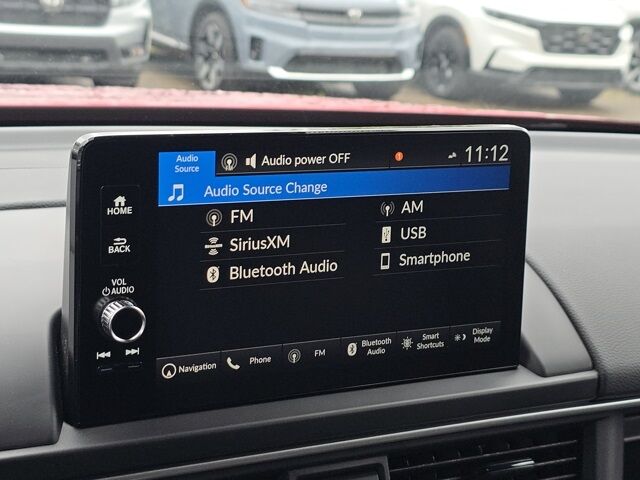 Audio Source
Audio power OFF
11:12
Audio Source Change
HOME
BACK
VOL
AUDIO
FM
AM
SiriusXM
USB
Bluetooth Audio
Smartphone
Navigation
Phone
FM
Bluetooth Audio
Smart Shortcuts
Display Mode